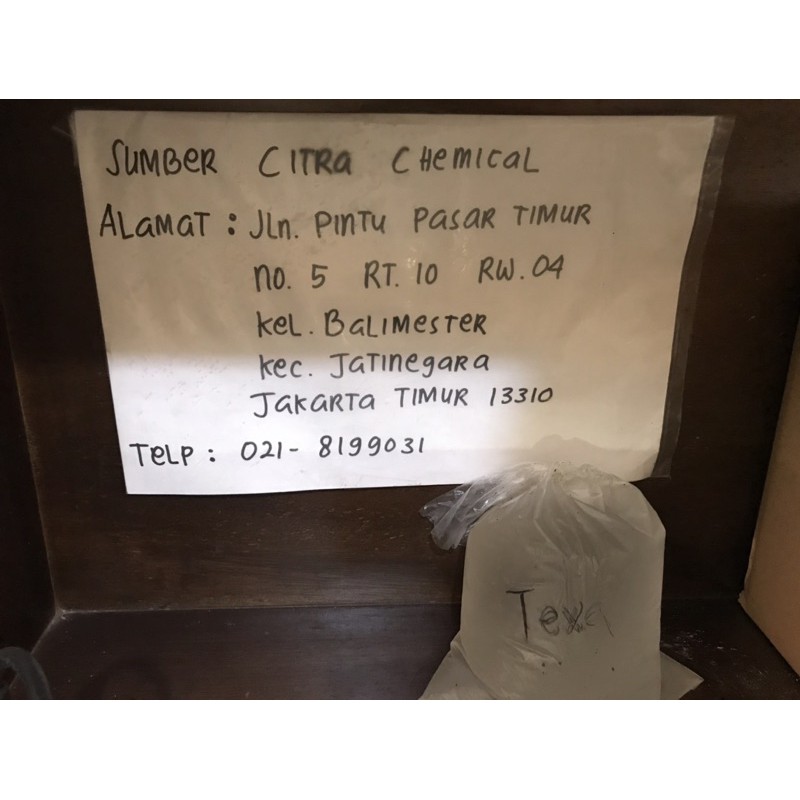 SUMBER CITRA CHEMICAL
ALAMAT : JLn. PINTU PASAR TIMUR
no. 5 RT. 10 RW. 04
KEL. BALIMESTER
KEC. JATINEGARA
JAKARTA TIMUR 13310
TELP : 021-8199031
Texa